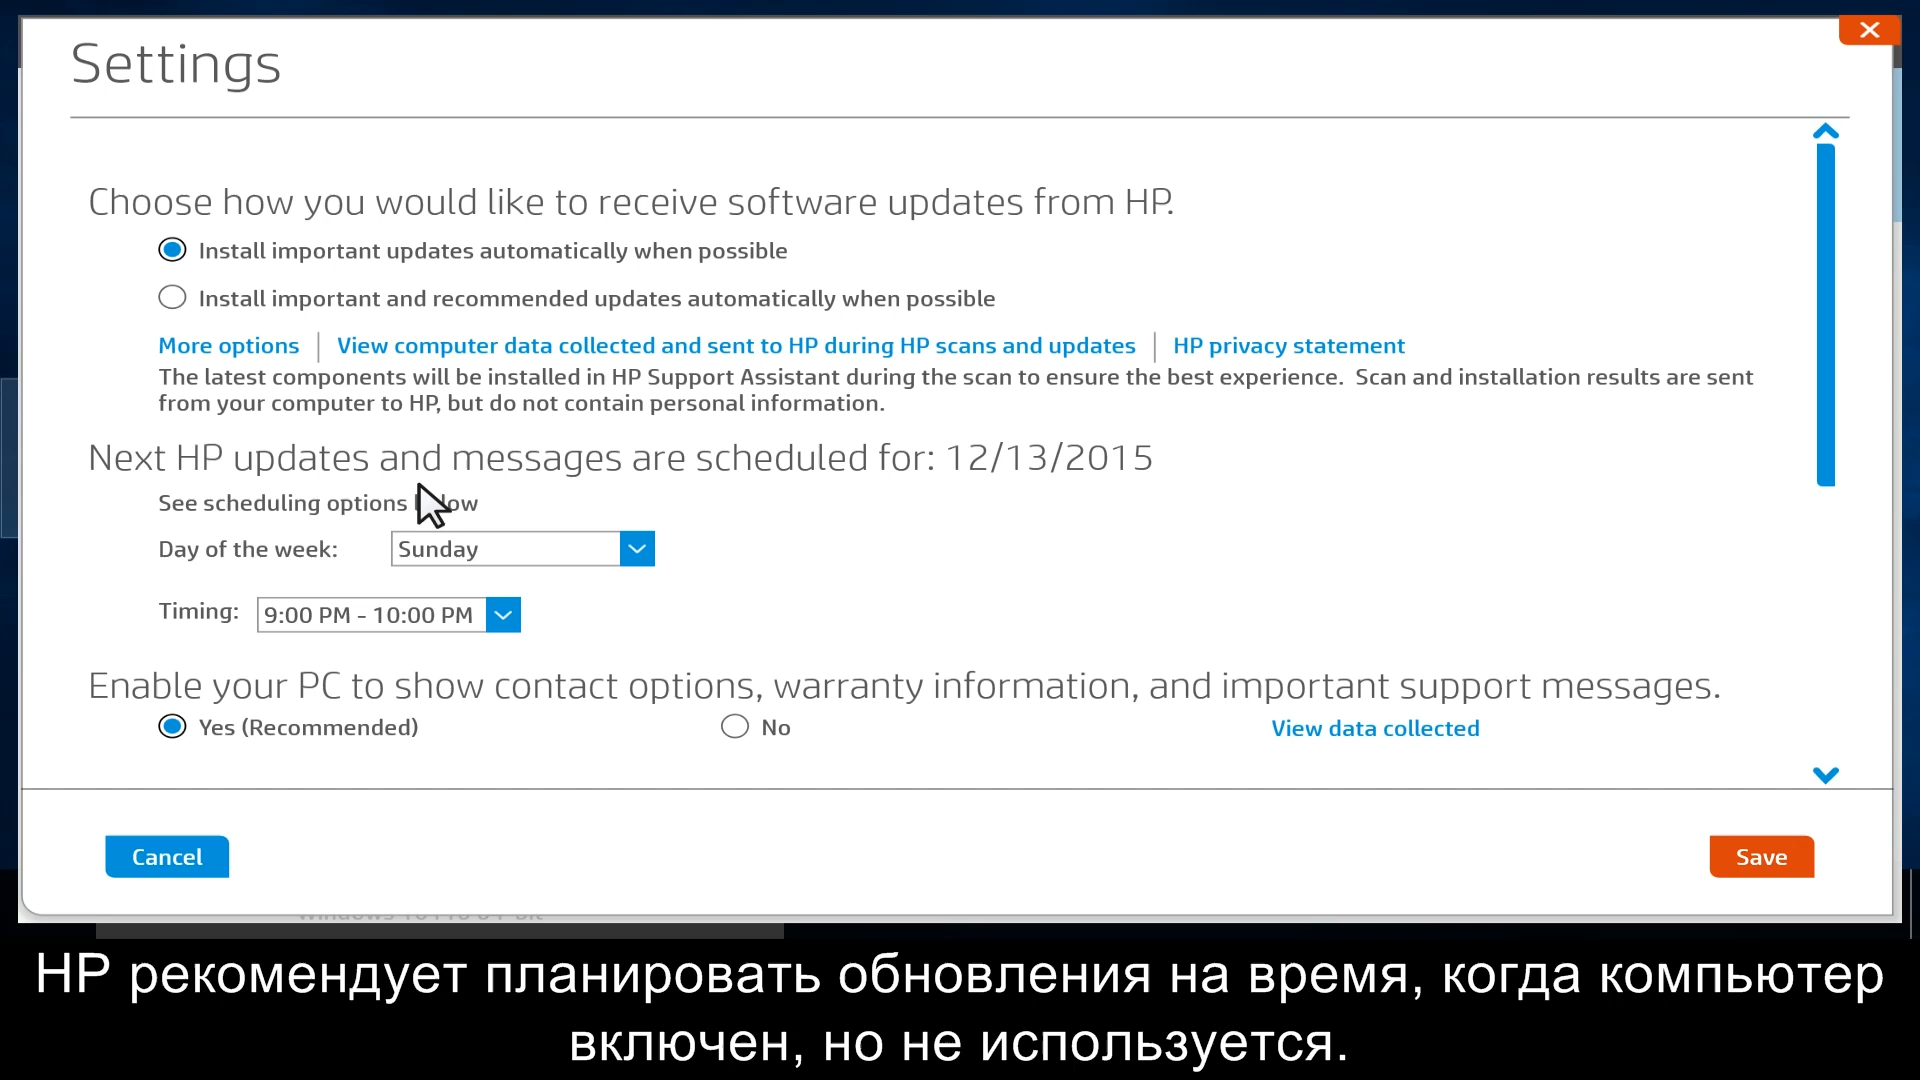 Settings
Choose how you would like to receive software updates from HP.
Install important updates automatically when possible
Install important and recommended updates automatically when possible
More options | View computer data collected and sent to HP during HP scans and updates | HP privacy statement
The latest components will be installed in HP Support Assistant during the scan to ensure the best experience. Scan and installation results are sent
from your computer to HP, but do not contain personal information.
Next HP updates and messages are scheduled for: 12/13/2015
See scheduling options
Day of the week: Sunday
Timing: 9:00 PM - 10:00 PM
Enable your PC to show contact options, warranty information, and important support messages.
Yes (Recommended) No View data collected
Cancel Save
HP рекомендует планировать обновления на время, когда компьютер
включен, но не используется.